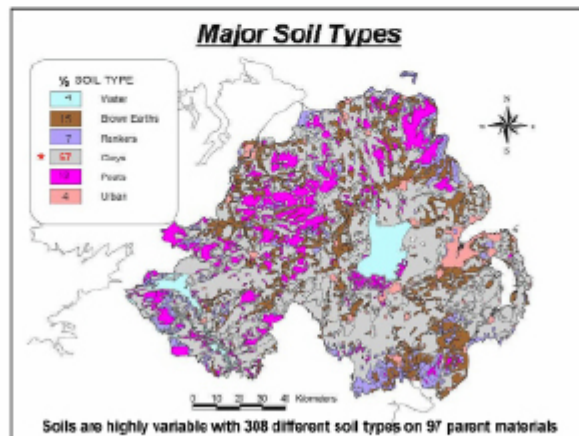 Major Soil Types
% SOIL TYPE
4 Water
15 Brown Earths
7 Rankers
* 57 Gleys
Peats
4 Urban
N
S
0 10 20 30 40 Kilometers
Soils are highly variable with 308 different soil types on 97 parent materials